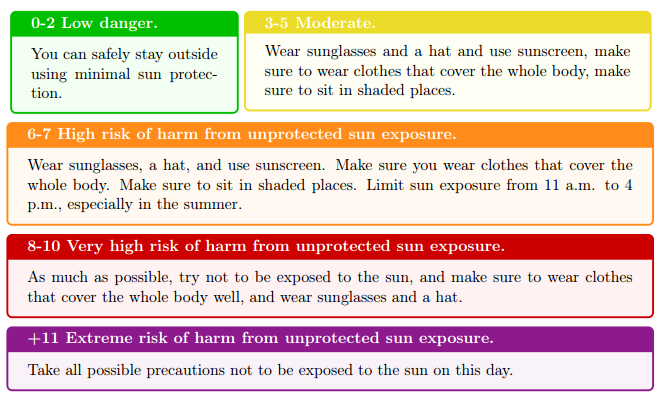 0-2 Low danger.
You can safely stay outside
using minimal sun protec-
tion.
3-5 Moderate.
Wear sunglasses and a hat and use sunscreen, make
sure to wear clothes that cover the whole body, make
sure to sit in shaded places.
6-7 High risk of harm from unprotected sun exposure.
Wear sunglasses, a hat, and use sunscreen. Make sure you wear clothes that cover the
whole body. Make sure to sit in shaded places. Limit sun exposure from 11 a.m. to 4
p.m., especially in the summer.
8-10 Very high risk of harm from unprotected sun exposure.
As much as possible, try not to be exposed to the sun, and make sure to wear clothes
that cover the whole body well, and wear sunglasses and a hat.
+11 Extreme risk of harm from unprotected sun exposure.
Take all possible precautions not to be exposed to the sun on this day.